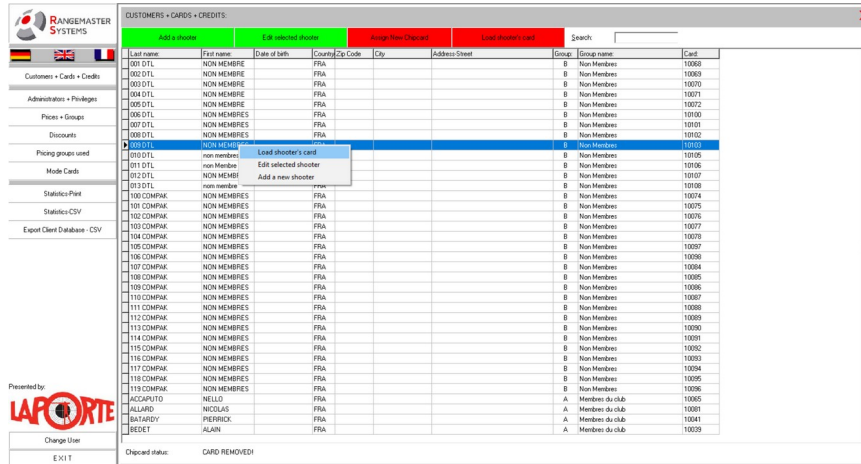 RANGEMASTER
SYSTEMS
Customers + Cards + Credits
Administrators + Privileges
Prices + Groups
Discounts
Pricing groups used
Mode Cards
Statistics-Print
Statistics-CSV
Export Client Database - CSV
Presented by:
LAPORTE
Change User
EXIT
CUSTOMERS + CARDS + CREDITS:
Add a shooter Edit selected shooter Assign New Chipcard Load shooter's card Search:
Last name: First name: Date of birth Country Zip Code City Address-Street Group: Group name: Card:
001 DTL NON MEMBRE FRA B Non Membres 10068
002 DTL NON MEMBRE FRA B Non Membres 10069
003 DTL NON MEMBRE FRA B Non Membres 10070
004 DTL NON MEMBRE FRA B Non Membres 10071
005 DTL NON MEMBRE FRA B Non Membres 10072
006 DTL NON MEMBRES FRA B Non Membres 10100
007 DTL NON MEMBRES FRA B Non Membres 10101
008 DTL NON MEMBRES FRA B Non Membres 10102
009 DTL NON MEMBRES FRA B Non Membres 10103
010 DTL non membres B Non Membres 10105
011 DTL non Membre B Non Membres 10106
012 DTL NON MEMB B Non Membres 10107
013 DTL nom membre FRA B Non Membres 10108
Load shooter's card
Edit selected shooter
Add a new shooter
100 COMPAK NON MEMBRES FRA B Non Membres 10074
101 COMPAK NON MEMBRES FRA B Non Membres 10075
102 COMPAK NON MEMBRES FRA B Non Membres 10076
103 COMPAK NON MEMBRES FRA B Non Membres 10077
104 COMPAK NON MEMBRES FRA B Non Membres 10078
105 COMPAK NON MEMBRES FRA B Non Membres 10097
106 COMPAK NON MEMBRES FRA B Non Membres 10098
107 COMPAK NON MEMBRES FRA B Non Membres 10084
108 COMPAK NON MEMBRES FRA B Non Membres 10085
109 COMPAK NON MEMBRES FRA B Non Membres 10086
110 COMPAK NON MEMBRES FRA B Non Membres 10087
111 COMPAK NON MEMBRES FRA B Non Membres 10088
112 COMPAK NON MEMBRES FRA B Non Membres 10089
113 COMPAK NON MEMBRES FRA B Non Membres 10090
114 COMPAK NON MEMBRES FRA B Non Membres 10091
115 COMPAK NON MEMBRES FRA B Non Membres 10092
116 COMPAK NON MEMBRES FRA B Non Membres 10093
117 COMPAK NON MEMBRES FRA B Non Membres 10094
118 COMPAK NON MEMBRES FRA B Non Membres 10095
119 COMPAK NON MEMBRES FRA B Non Membres 10096
ACCAPUTO NELLO FRA A Membres du club 10065
ALLARD NICOLAS FRA A Membres du club 10081
BATARDY PIERRICK FRA A Membres du club 10041
BEDET ALAIN FRA A Membres du club 10039
Chipcard status: CARD REMOVED!